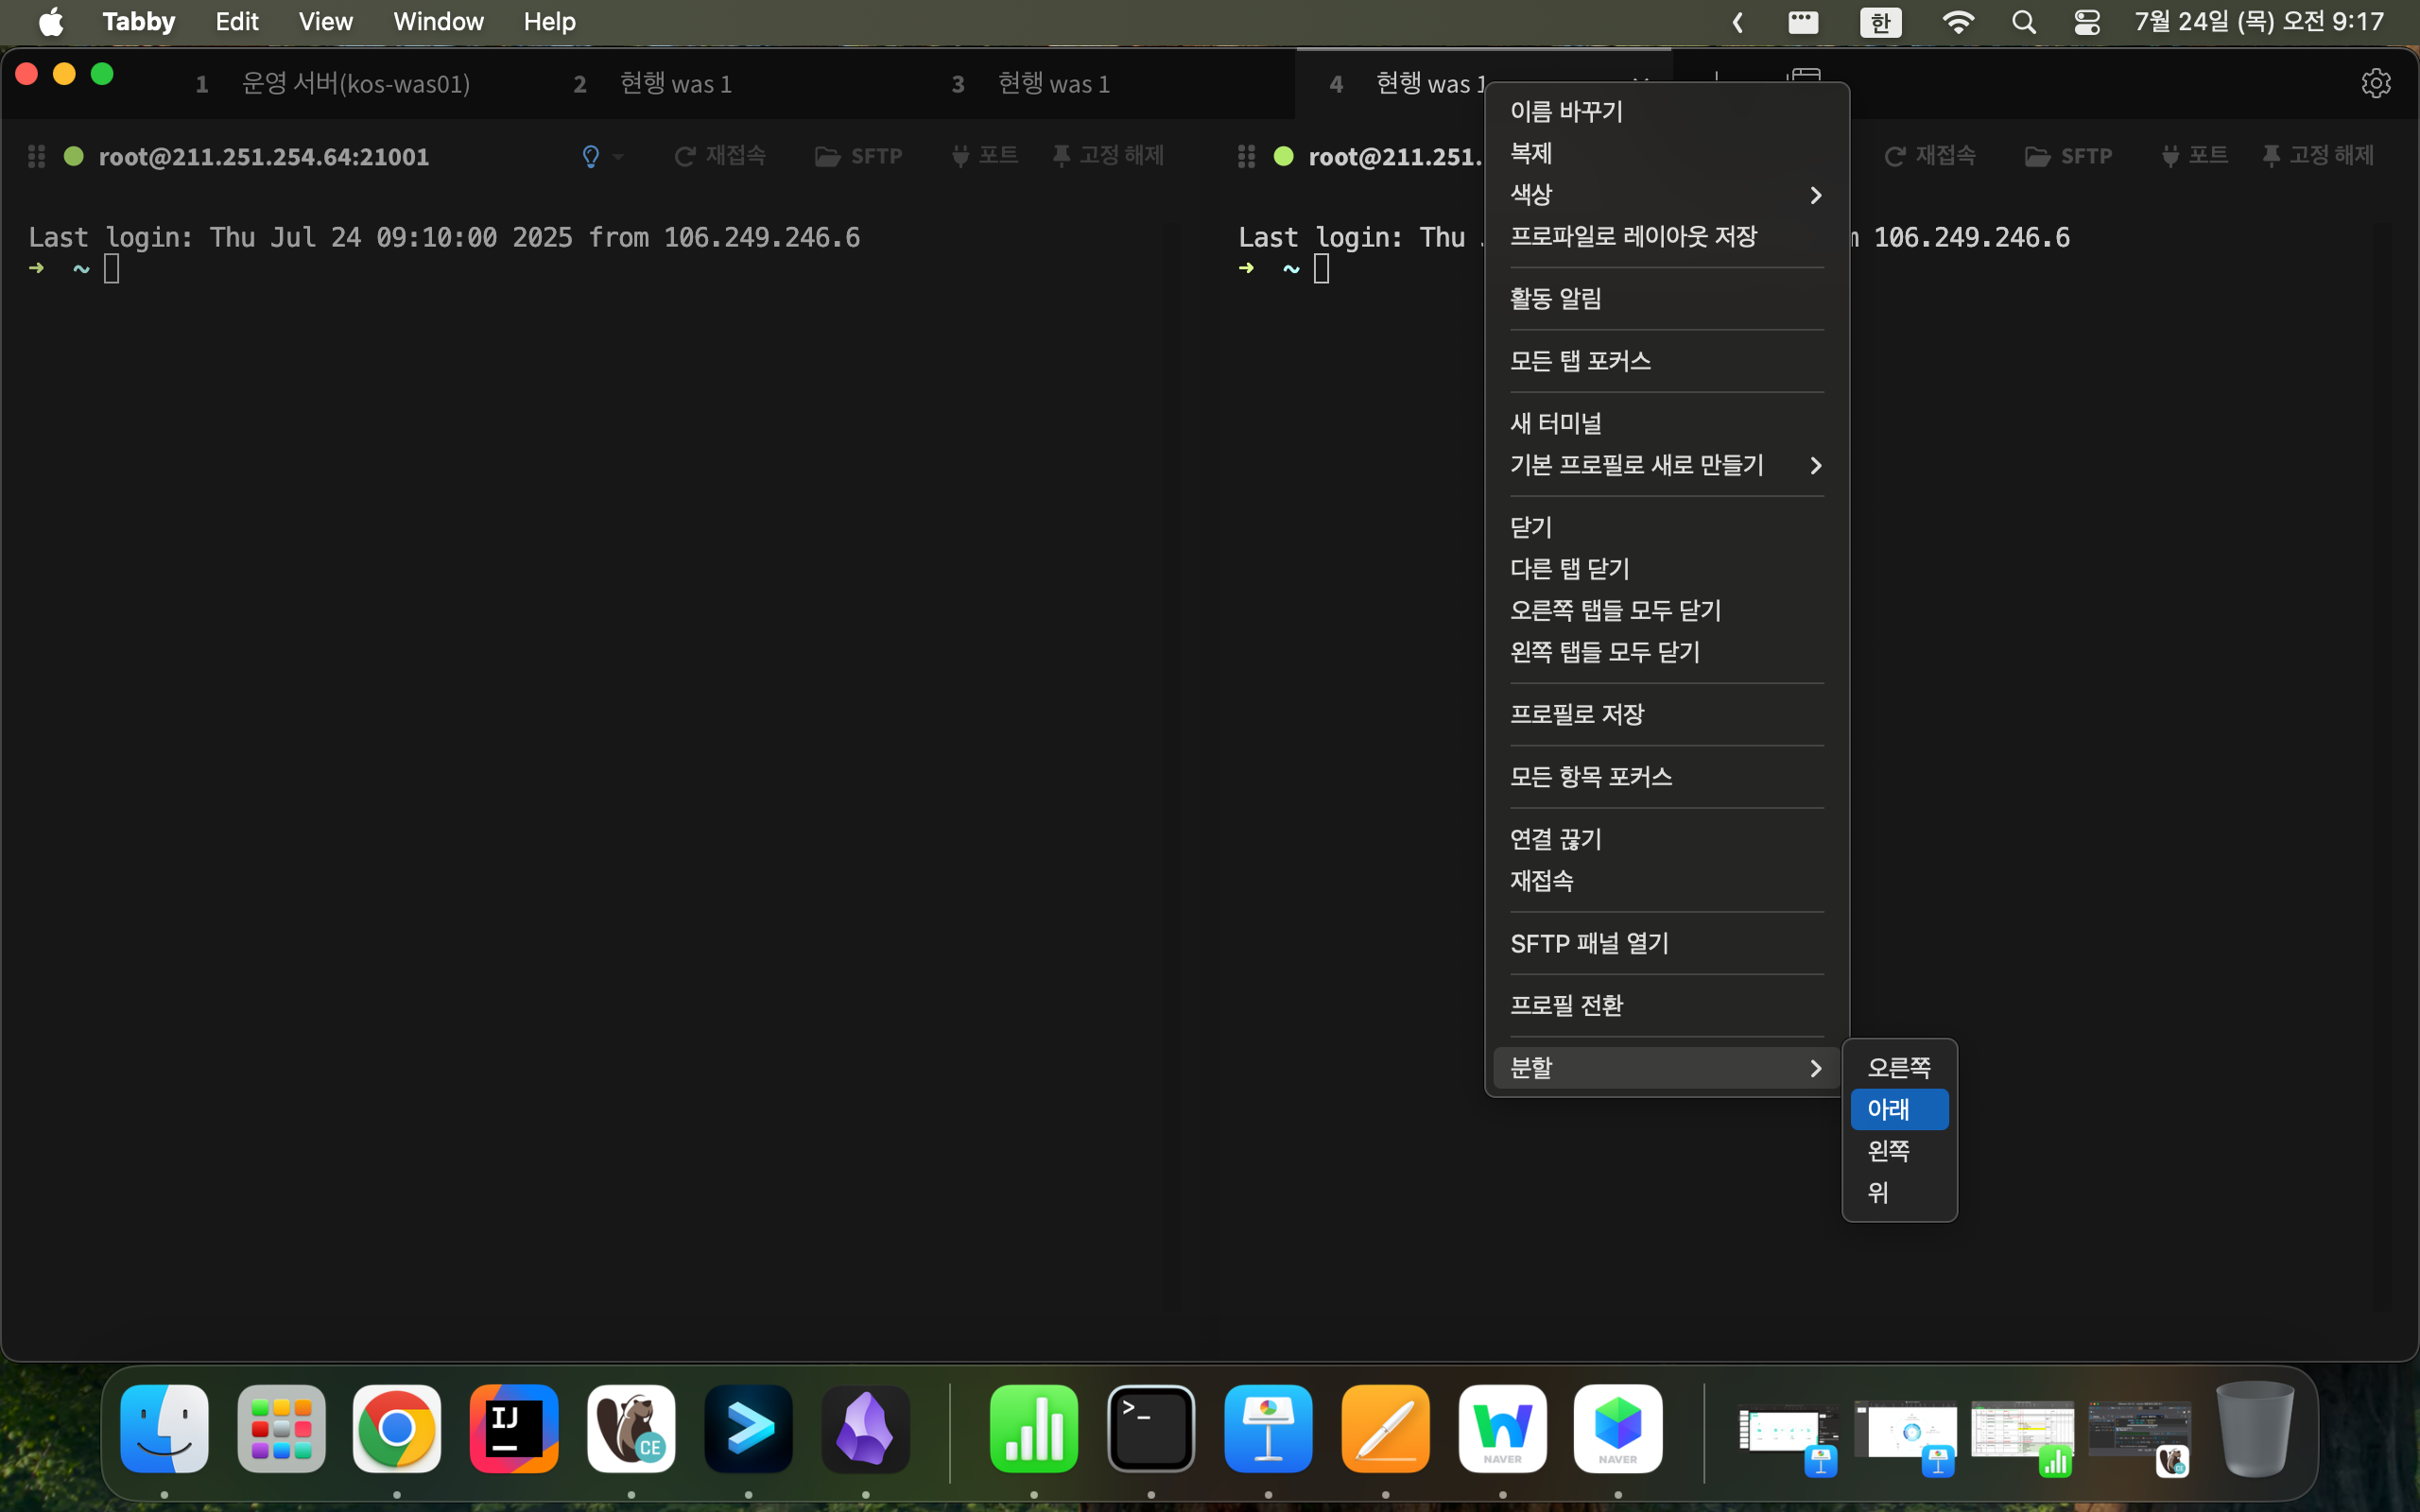 Tabby Edit View Window Help 한 7월 24일 (목) 오전 9:17
1 운영 서버(kos-was01) 2 현행 was 1 3 현행 was 1 4 현행 was 1
root@211.251.254.64:21001 재접속 SFTP 포트 고정 해제
Last login: Thu Jul 24 09:10:00 2025 from 106.249.246.6
➜ ~
root@211.251. 재접속 SFTP 포트 고정 해제
Last login: Thu 106.249.246.6
➜ ~
이름 바꾸기
복제
색상
프로파일로 레이아웃 저장
활동 알림
모든 탭 포커스
새 터미널
기본 프로필로 새로 만들기
닫기
다른 탭 닫기
오른쪽 탭들 모두 닫기
왼쪽 탭들 모두 닫기
프로필로 저장
모든 항목 포커스
연결 끊기
재접속
SFTP 패널 열기
프로필 전환
분할
오른쪽
아래
왼쪽
위
IJ
CE
>_
NAVER
NAVER
CE